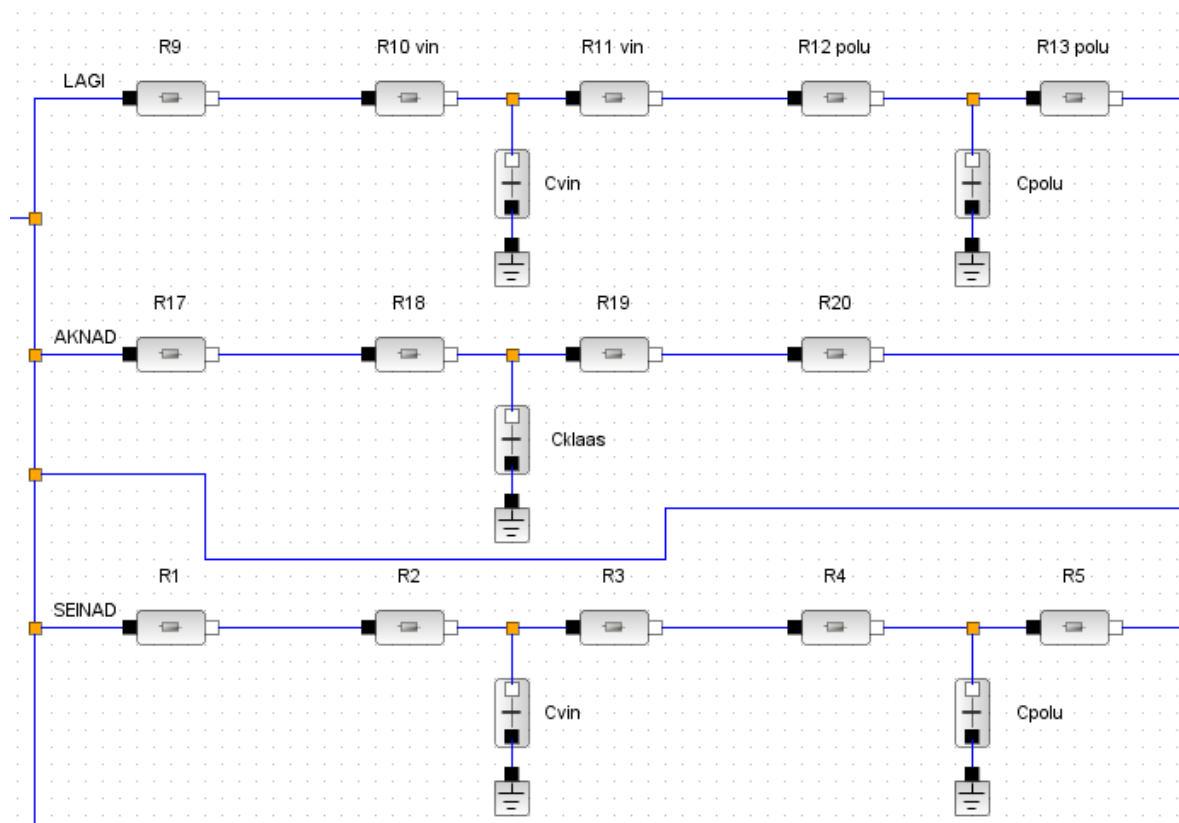 R9 R10 vin R11 vin R12 polu R13 polu
LAGI
Cvin Cpolu
R17 R18 R19 R20
AKNAD
Cklaas
R1 R2 R3 R4 R5
SEINAD
Cvin Cpolu